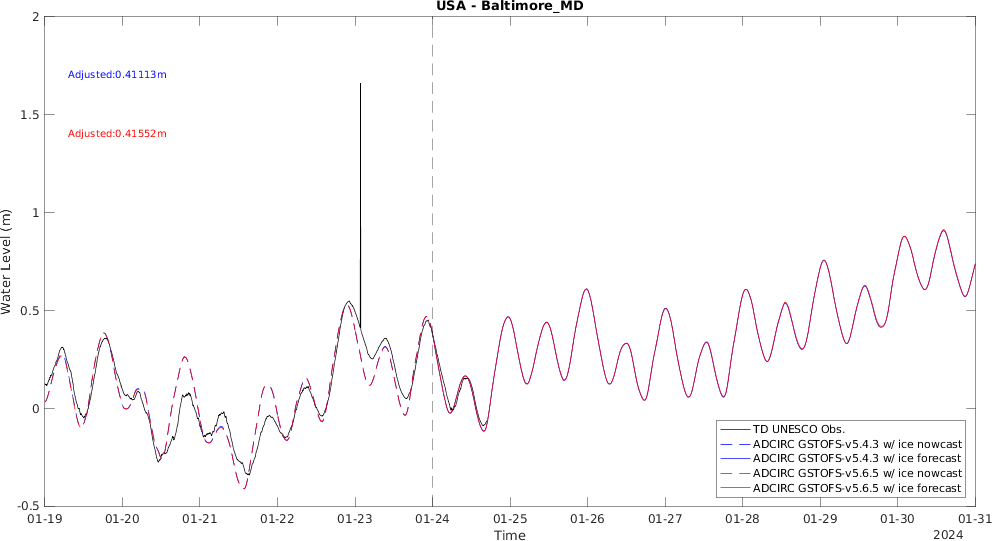 USA - Baltimore_MD
2
1.5
1
0.5
0
-0.5
Water Level (m)
Adjusted:0.41113m
Adjusted:0.41552m
TD UNESCO Obs.
ADCIRC GSTOFS-v5.4.3 w/ ice nowcast
ADCIRC GSTOFS-v5.4.3 w/ ice forecast
ADCIRC GSTOFS-v5.6.5 w/ ice nowcast
ADCIRC GSTOFS-v5.6.5 w/ ice forecast
01-19 01-20 01-21 01-22 01-23 01-24 01-25 01-26 01-27 01-28 01-29 01-30 01-31
Time
2024